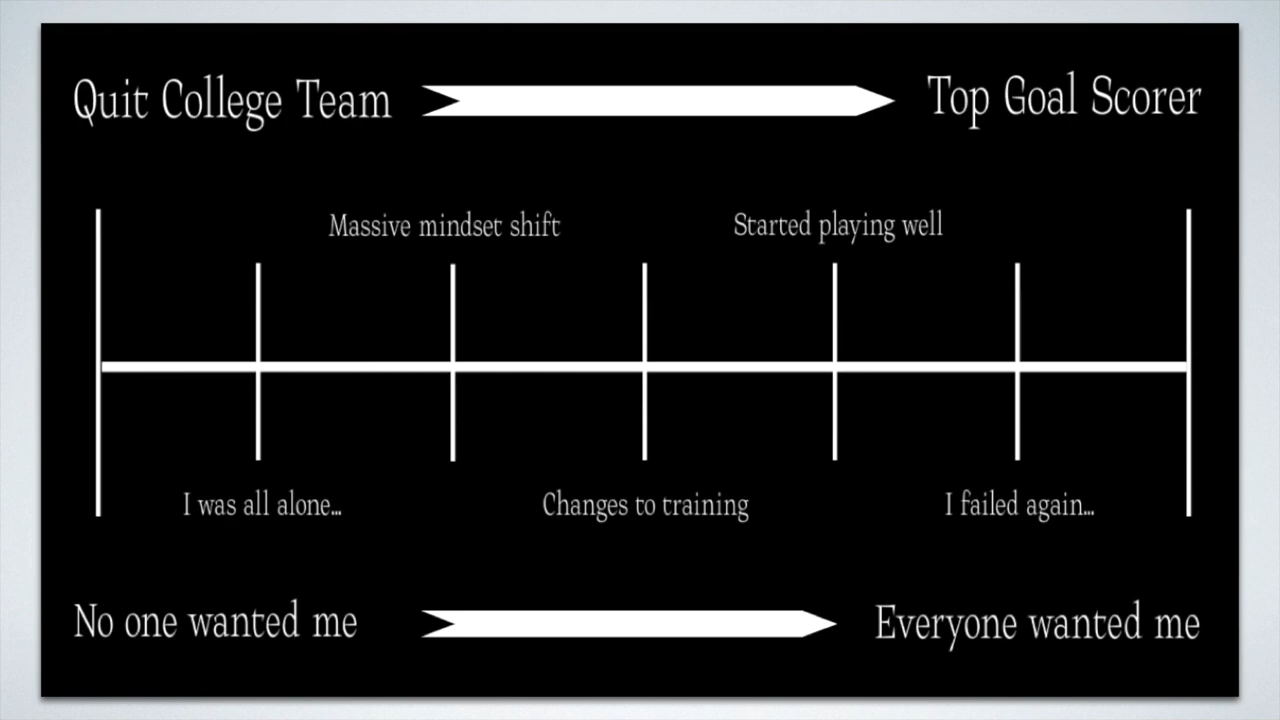 Quit College Team
Top Goal Scorer
Massive mindset shift
Started playing well
I was all alone...
Changes to training
I failed again...
No one wanted me
Everyone wanted me